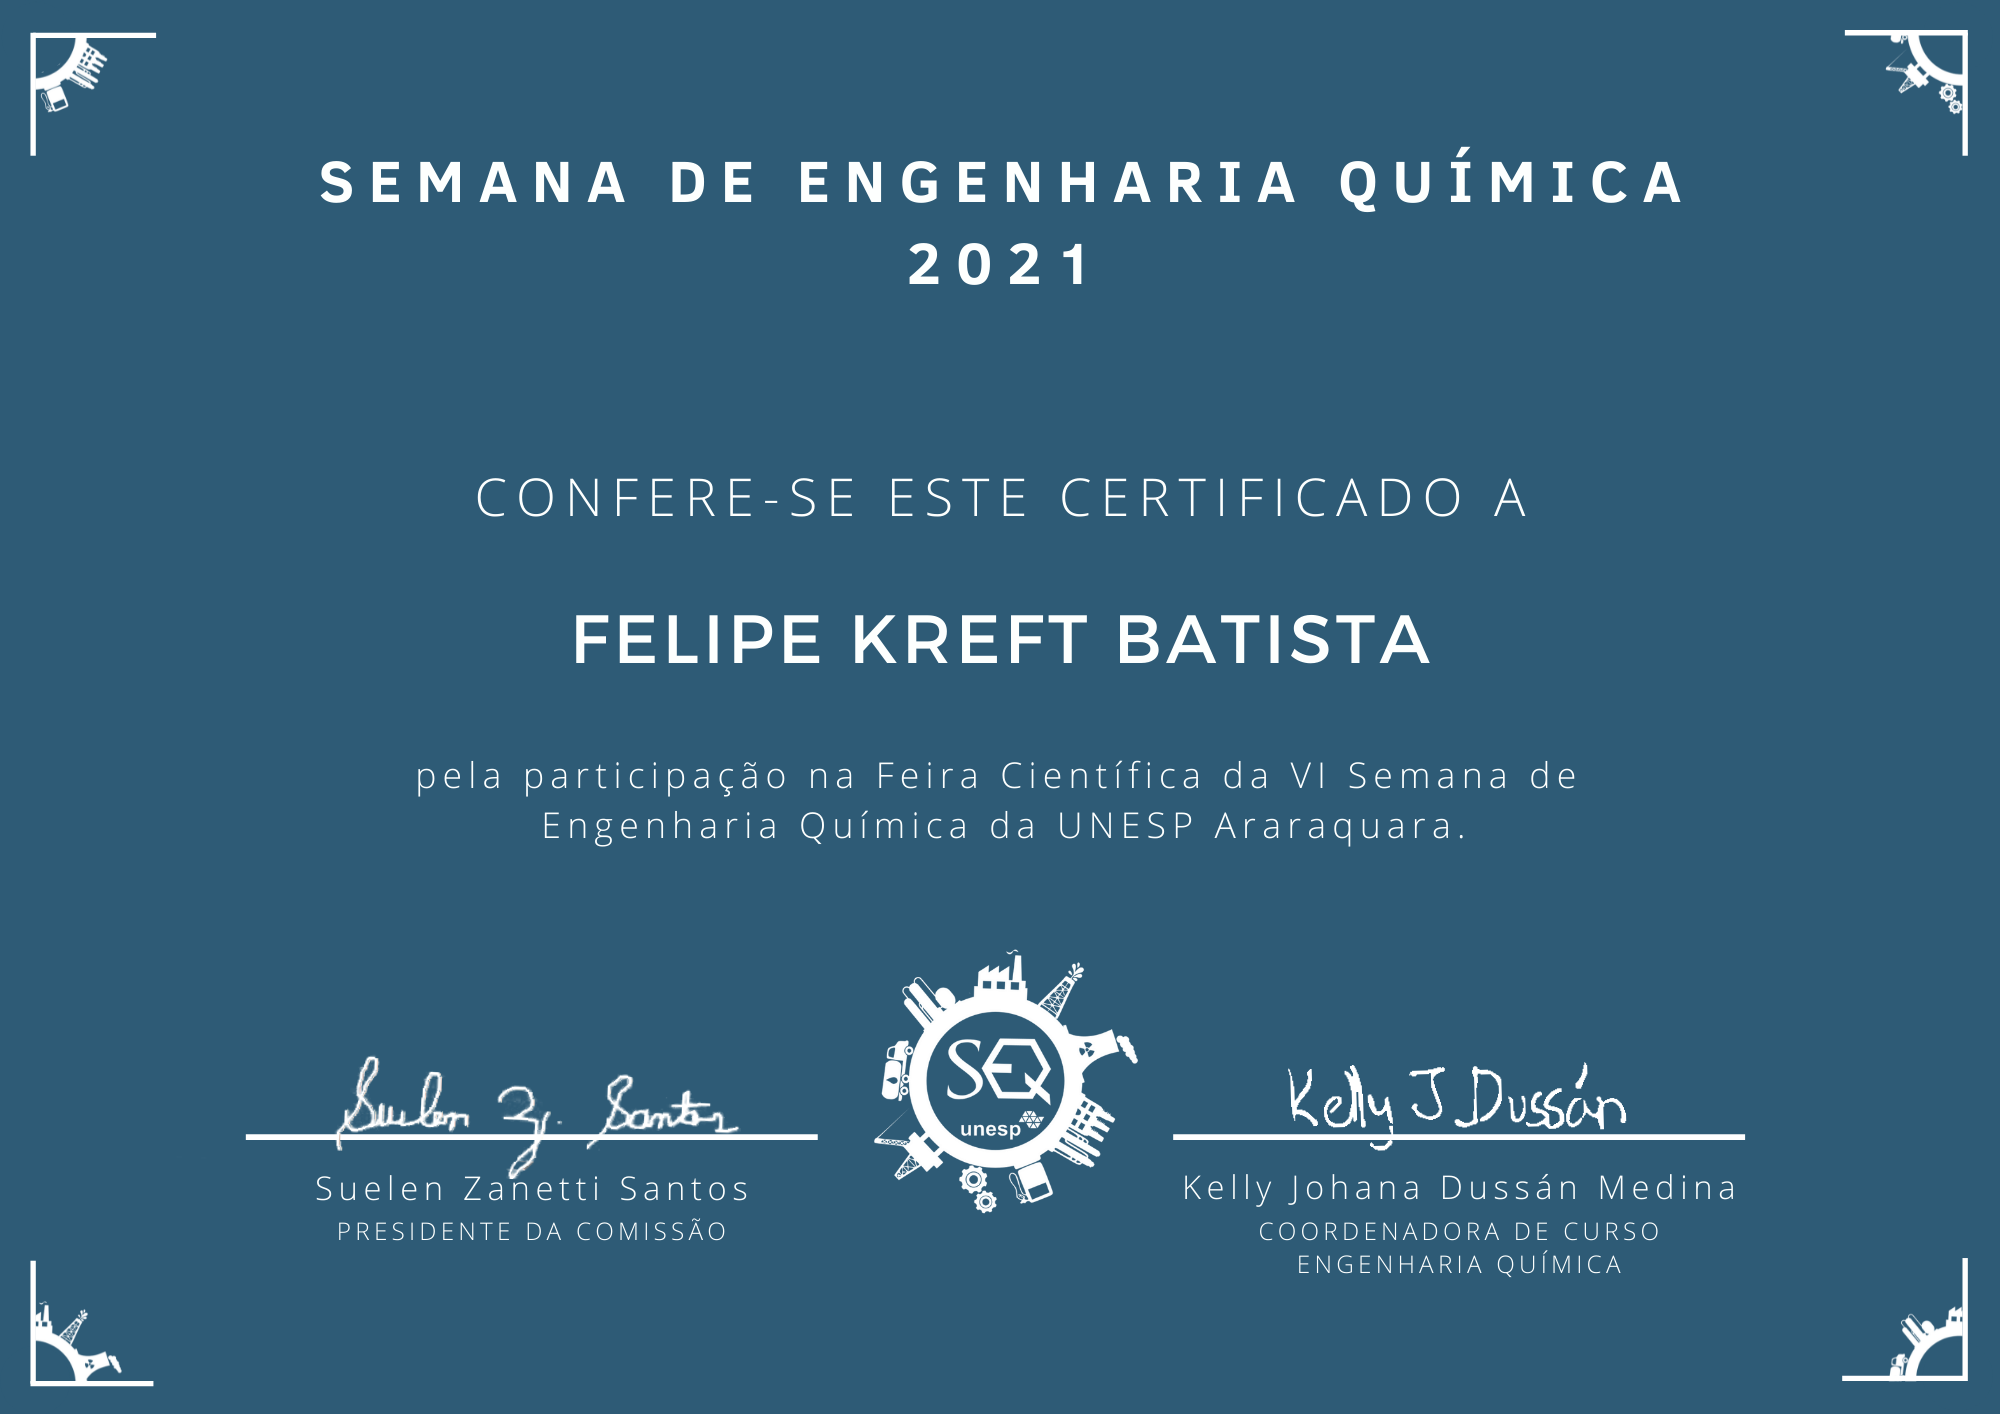 SEMANA DE ENGENHARIA QUÍMICA
2021
CONFERE-SE ESTE CERTIFICADO A
FELIPE KREFT BATISTA
pela participação na Feira Científica da VI Semana de
Engenharia Química da UNESP Araraquara.
SEQ
unesp
Suelen Z. Santos
Suelen Zanetti Santos
PRESIDENTE DA COMISSÃO
Kelly J Dussán
Kelly Johana Dussán Medina
COORDENADORA DE CURSO
ENGENHARIA QUÍMICA